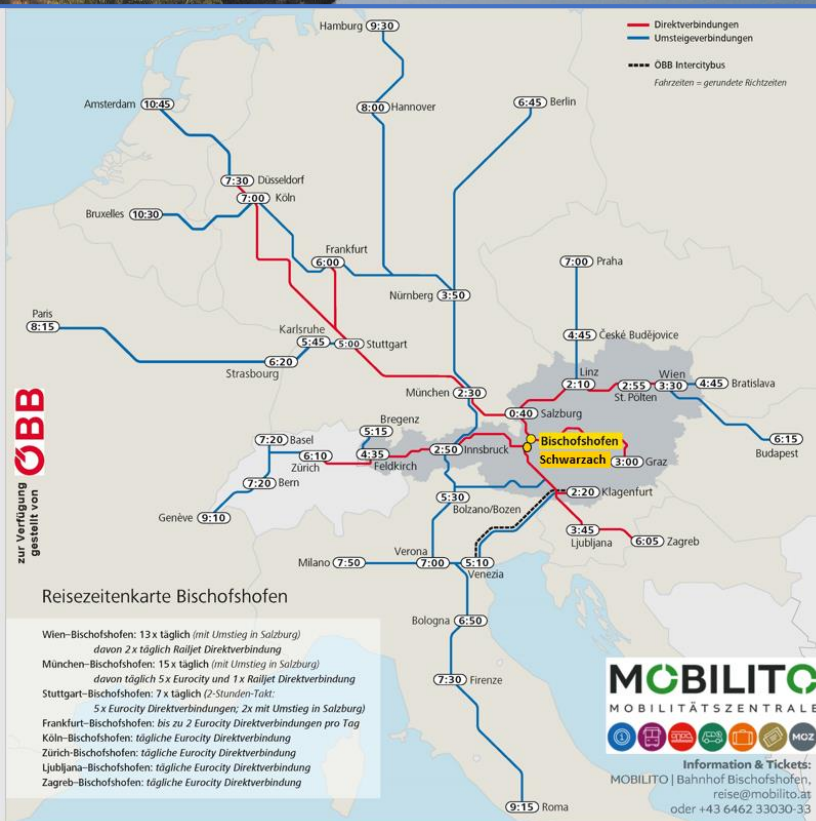 Direktverbindungen
Umsteigeverbindungen
ÖBB Intercitybus
Fahrzeiten = gerundete Richtzeiten
Hamburg 9:30
Amsterdam 10:45
8:00 Hannover
6:45 Berlin
7:30 Düsseldorf
7:00 Köln
Bruxelles 10:30
Frankfurt
6:00
7:00 Praha
Nürnberg 3:50
Paris
8:15
Karlsruhe
5:45 5:00 Stuttgart
4:45 České Budějovice
6:20
Strasbourg
Linz
2:10
Wien
2:55 3:30 4:45 Bratislava
St. Pölten
München 2:30
0:40 Salzburg
Bregenz
5:15
7:20 Basel
Bischofshofen
6:15
Budapest
6:10
Zürich
4:35
Feldkirch
2:50 Innsbruck
Schwarzach
3:00 Graz
7:20
Bern
2:20 Klagenfurt
5:30
Bolzano/Bozen
Genève
9:10
3:45
Ljubljana
6:05 Zagreb
Verona
Milano 7:50 7:00 5:10
Venezia
Bologna 6:50
7:30 Firenze
9:15 Roma
zur Verfügung
gestellt von
ÖBB
Reisezeitenkarte Bischofshofen
Wien–Bischofshofen: 13 x täglich (mit Umstieg in Salzburg)
davon 2 x täglich Railjet Direktverbindung
München–Bischofshofen: 15 x täglich (mit Umstieg in Salzburg)
davon täglich 5 x Eurocity und 1 x Railjet Direktverbindung
Stuttgart–Bischofshofen: 7 x täglich (2-Stunden-Takt:
5 x Eurocity Direktverbindungen; 2x mit Umstieg in Salzburg)
Frankfurt–Bischofshofen: bis zu 2 Eurocity Direktverbindungen pro Tag
Köln–Bischofshofen: tägliche Eurocity Direktverbindung
Zürich-Bischofshofen: tägliche Eurocity Direktverbindung
Ljubljana–Bischofshofen: tägliche Eurocity Direktverbindung
Zagreb–Bischofshofen: tägliche Eurocity Direktverbindung
MOBILITO
MOBILITÄTSZENTRALE
MOZ
Information & Tickets:
MOBILITO | Bahnhof Bischofshofen,
reise@mobilito.at
oder +43 6462 33030-33